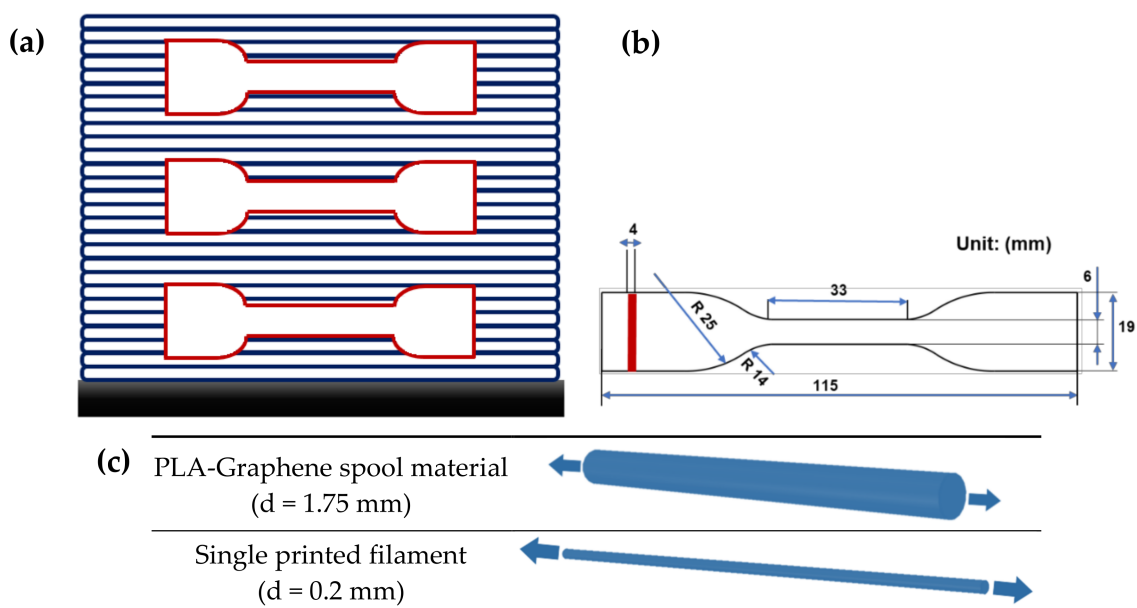 (a)
(b)
4
Unit: (mm)
6
33
R 25
19
R 14
115
(c)
PLA-Graphene spool material
(d = 1.75 mm)
Single printed filament
(d = 0.2 mm)